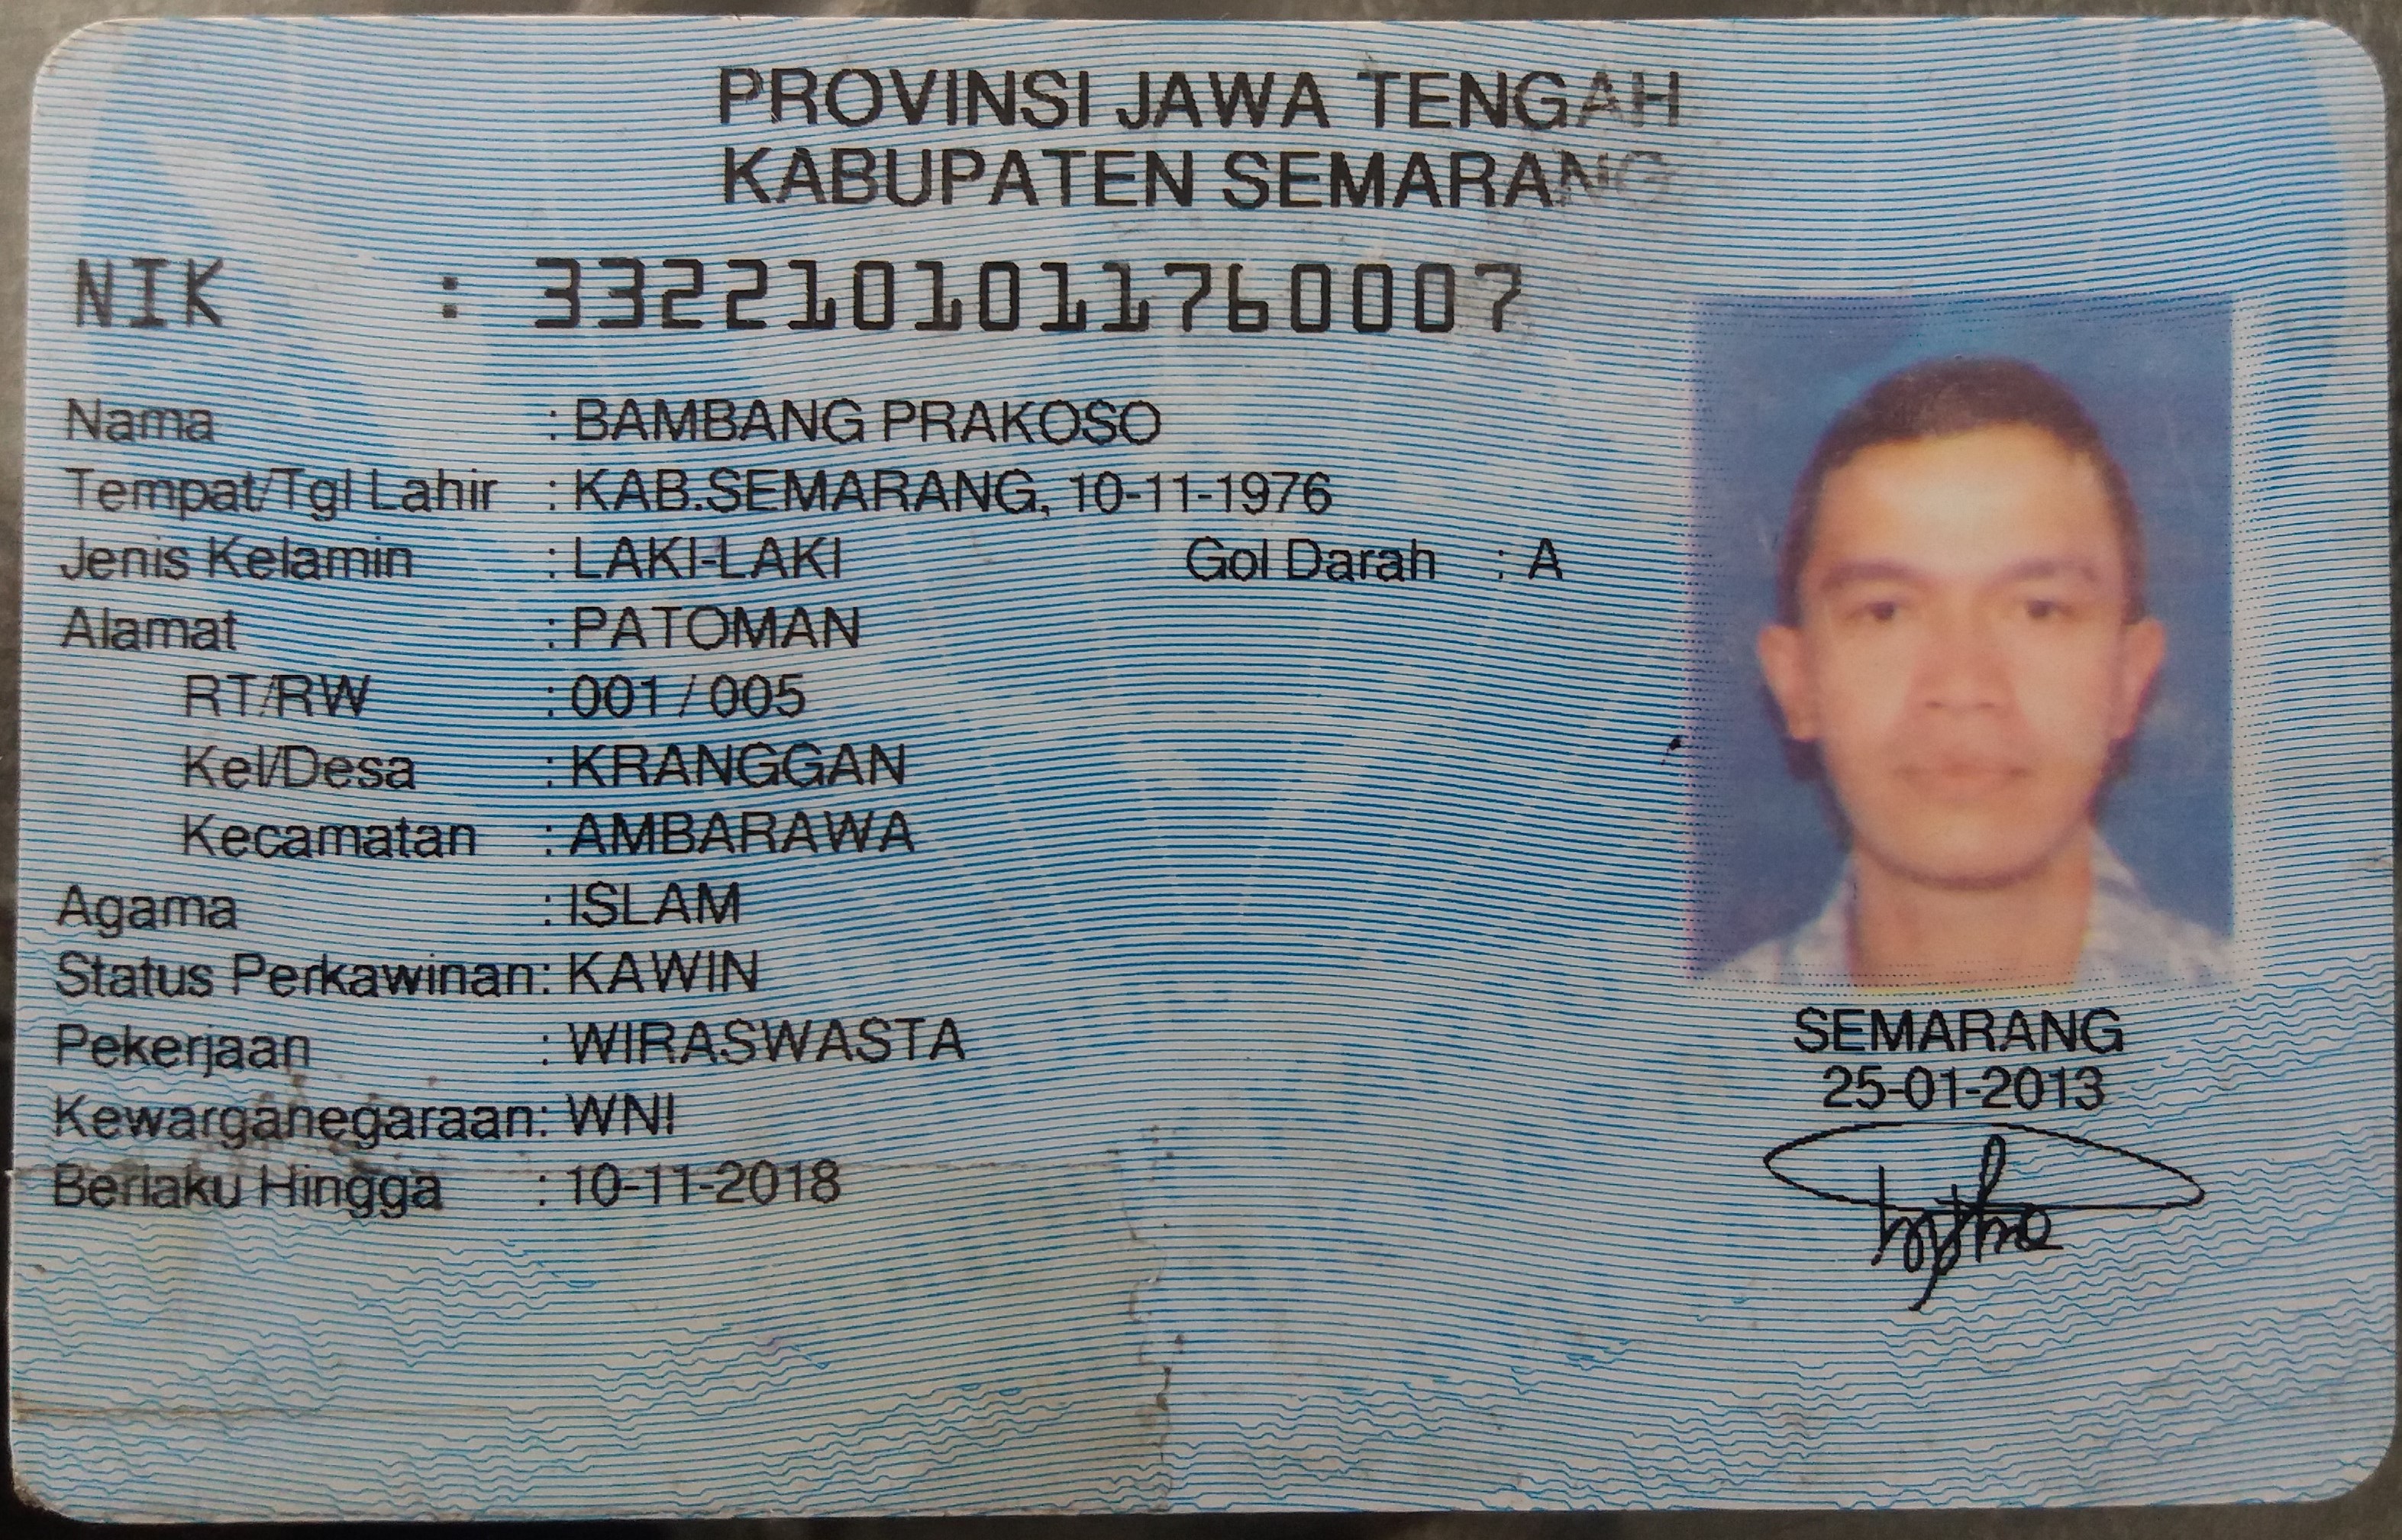 PROVINSI JAWA TENGAH
KABUPATEN SEMARANG
NIK : 3322101011760007
Nama : BAMBANG PRAKOSO
Tempat/Tgl Lahir : KAB.SEMARANG, 10-11-1976
Jenis Kelamin : LAKI-LAKI Gol Darah : A
Alamat : PATOMAN
RT/RW : 001 / 005
Kel/Desa : KRANGGAN
Kecamatan : AMBARAWA
Agama : ISLAM
Status Perkawinan: KAWIN
Pekerjaan : WIRASWASTA
Kewarganegaraan: WNI
Berlaku Hingga : 10-11-2018
SEMARANG
25-01-2013